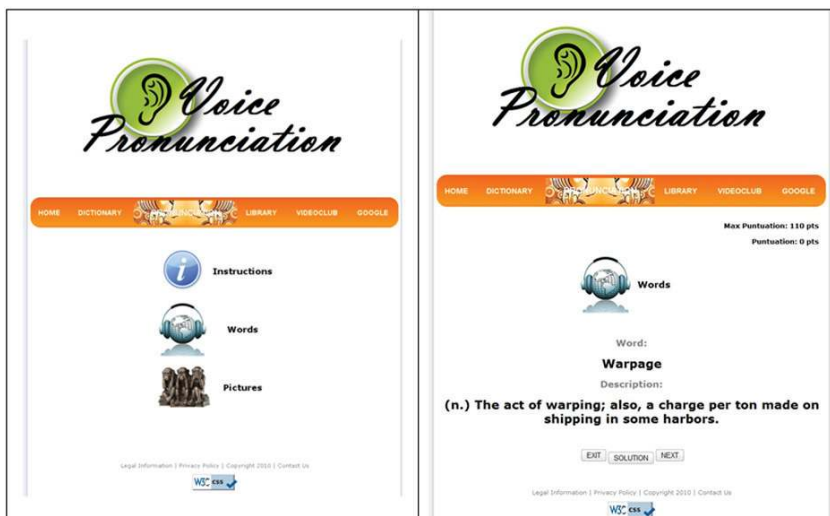 Voice
Pronunciation
HOME DICTIONARY PRONUNCIATION LIBRARY VIDEOCLUB GOOGLE
Instructions
Words
Pictures
Legal Information | Privacy Policy | Copyright 2010 | Contact Us
W3C css
Voice
Pronunciation
HOME DICTIONARY PRONUNCIATION LIBRARY VIDEOCLUB GOOGLE
Max Puntuation: 110 pts
Puntuation: 0 pts
Words
Word:
Warpage
Description:
(n.) The act of warping; also, a charge per ton made on
shipping in some harbors.
EXIT SOLUTION NEXT
Legal Information | Privacy Policy | Copyright 2010 | Contact Us
W3C css